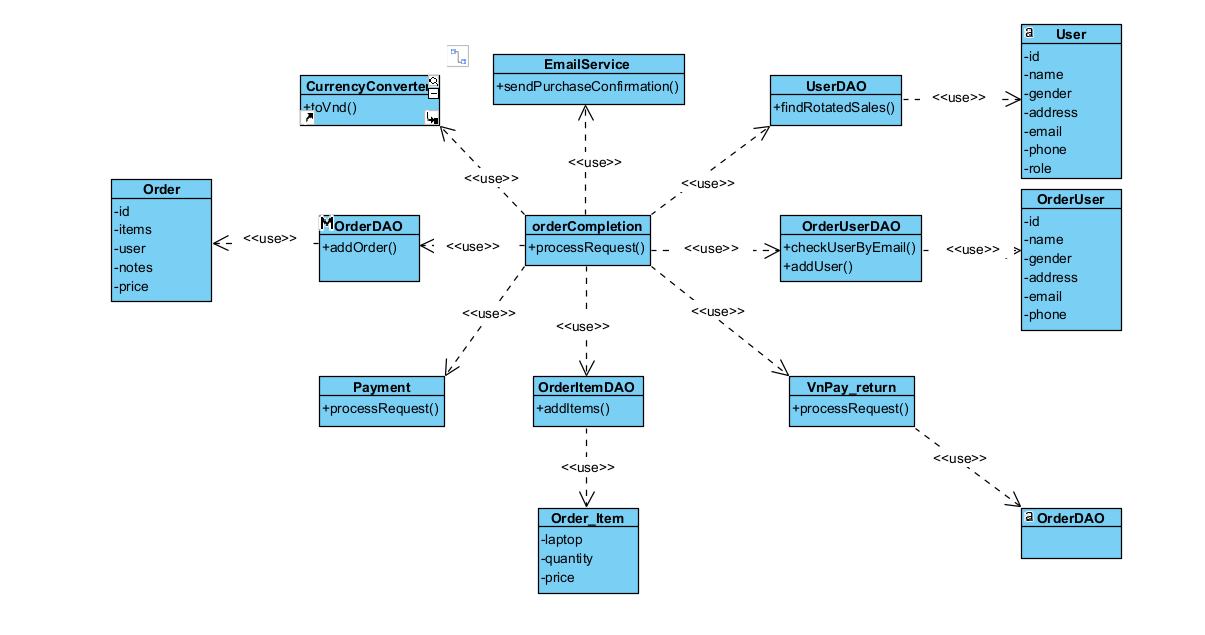 a
User
-id
-name
-gender
-address
-email
-phone
-role
EmailService
+sendPurchaseConfirmation()
CurrencyConverter
+toVnd()
UserDAO
+findRotatedSales()
<<use>>
<<use>>
<<use>>
<<use>>
Order
-id
-items
-user
-notes
-price
<<use>>
M
OrderDAO
+addOrder()
<<use>>
orderCompletion
+processRequest()
<<use>>
OrderUserDAO
+checkUserByEmail()
+addUser()
<<use>>
OrderUser
-id
-name
-gender
-address
-email
-phone
<<use>>
<<use>>
<<use>>
Payment
+processRequest()
OrderItemDAO
+addItems()
VnPay_return
+processRequest()
<<use>>
<<use>>
Order_Item
-laptop
-quantity
-price
a
OrderDAO